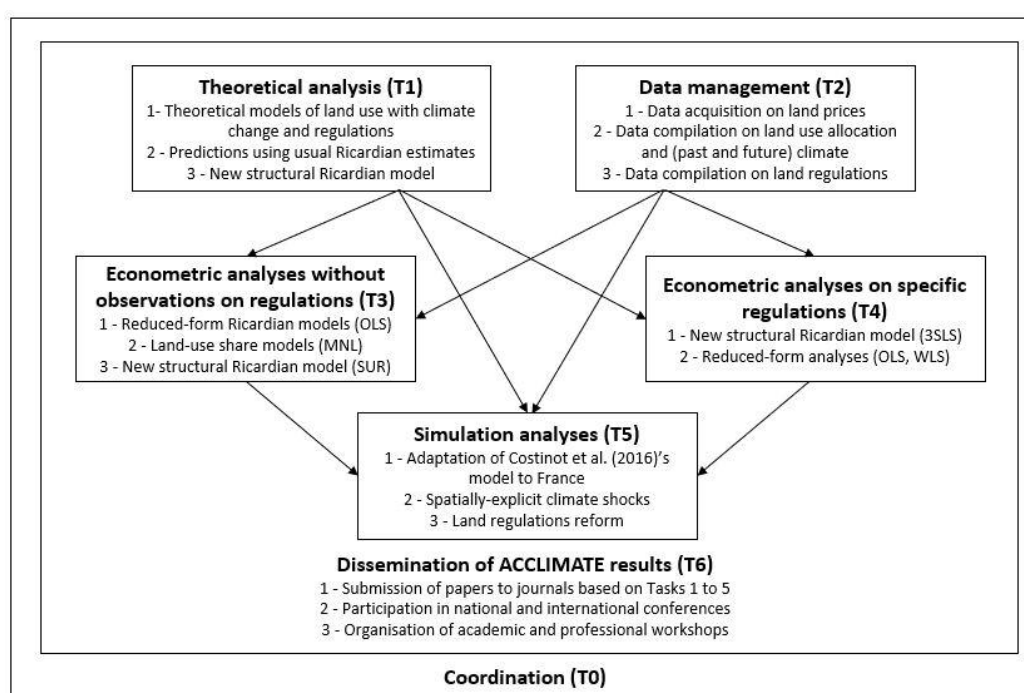 Theoretical analysis (T1)
1- Theoretical models of land use with climate
change and regulations
2 - Predictions using usual Ricardian estimates
3 - New structural Ricardian model
Data management (T2)
1 - Data acquisition on land prices
2 - Data compilation on land use allocation
and (past and future) climate
3 - Data compilation on land regulations
Econometric analyses without
observations on regulations (T3)
1 - Reduced-form Ricardian models (OLS)
2 - Land-use share models (MNL)
3 - New structural Ricardian model (SUR)
Econometric analyses on specific
regulations (T4)
1 - New structural Ricardian model (3SLS)
2 - Reduced-form analyses (OLS, WLS)
Simulation analyses (T5)
1 - Adaptation of Costinot et al. (2016)'s
model to France
2 - Spatially-explicit climate shocks
3 - Land regulations reform
Dissemination of ACCLIMATE results (T6)
1 - Submission of papers to journals based on Tasks 1 to 5
2 - Participation in national and international conferences
3 - Organisation of academic and professional workshops
Coordination (T0)